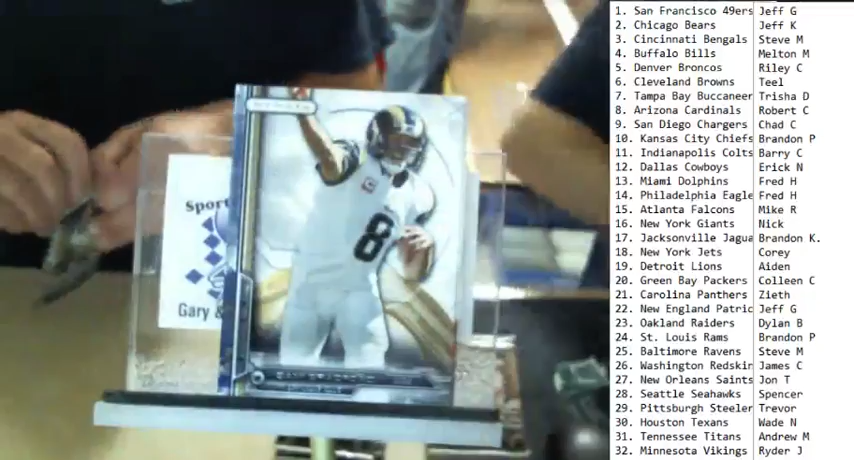 Sport
Gary &
8
SAM BRADFORD
1. San Francisco 49ers Jeff G
2. Chicago Bears Jeff K
3. Cincinnati Bengals Steve M
4. Buffalo Bills Melton M
5. Denver Broncos Riley C
6. Cleveland Browns Teel
7. Tampa Bay Buccaneer Trisha D
8. Arizona Cardinals Robert C
9. San Diego Chargers Chad C
10. Kansas City Chiefs Brandon P
11. Indianapolis Colts Barry C
12. Dallas Cowboys Erick N
13. Miami Dolphins Fred H
14. Philadelphia Eagle Fred H
15. Atlanta Falcons Mike R
16. New York Giants Nick
17. Jacksonville Jagua Brandon K.
18. New York Jets Corey
19. Detroit Lions Aiden
20. Green Bay Packers Colleen C
21. Carolina Panthers Zieth
22. New England Patric Jeff G
23. Oakland Raiders Dylan B
24. St. Louis Rams Brandon P
25. Baltimore Ravens Steve M
26. Washington Redskin James C
27. New Orleans Saints Jon T
28. Seattle Seahawks Spencer
29. Pittsburgh Steeler Trevor
30. Houston Texans Wade N
31. Tennessee Titans Andrew M
32. Minnesota Vikings Ryder J